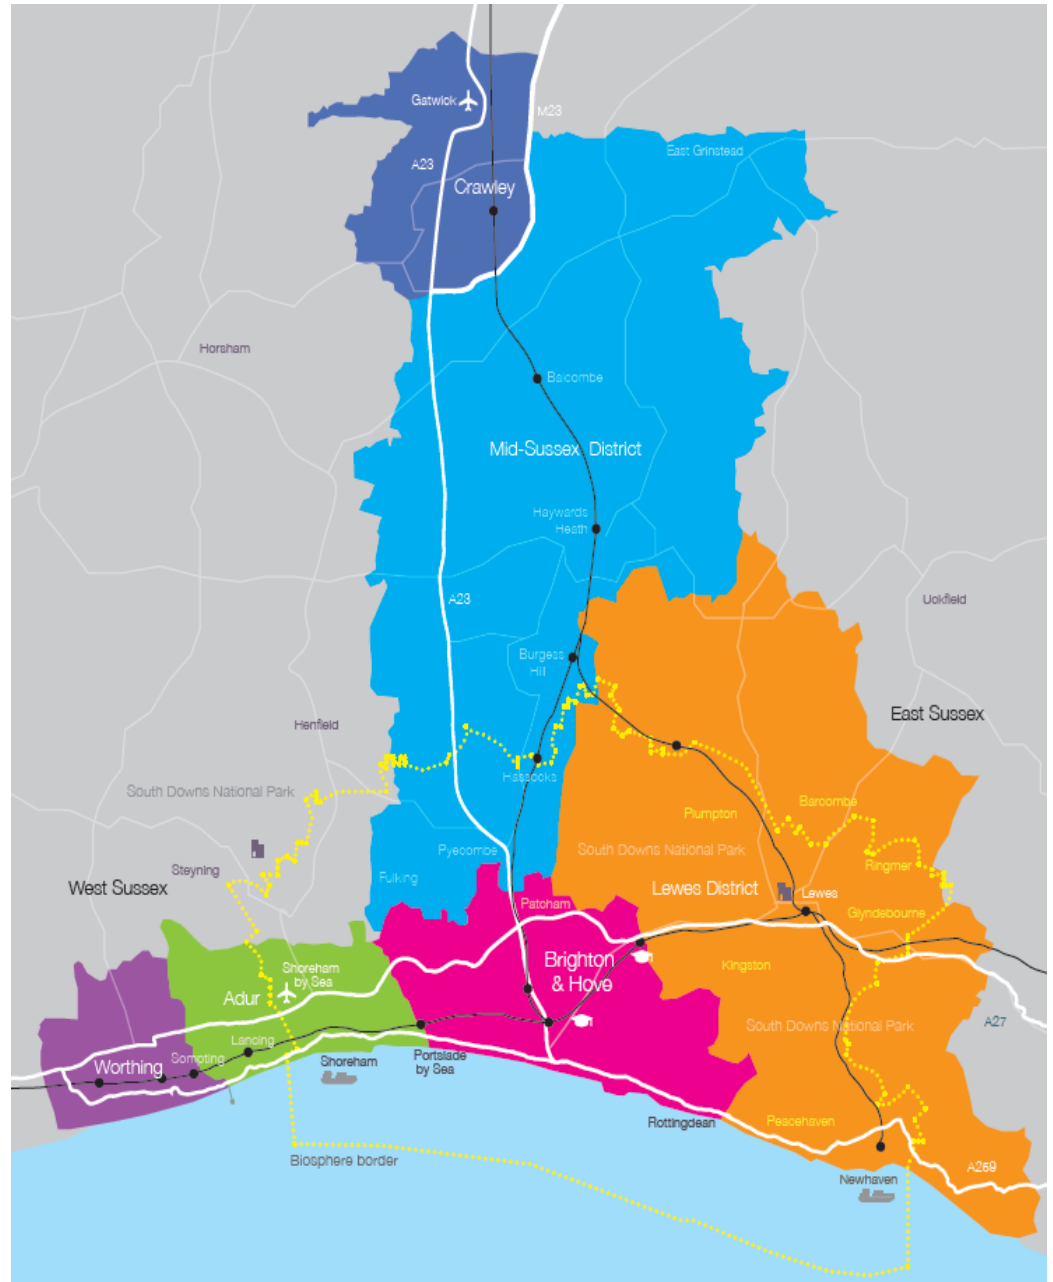 Gatwick
M23
A23
East Grinstead
Crawley
Horsham
Balcombe
Mid-Sussex District
Haywards
Heath
A23
Uckfield
Burgess
Hill
East Sussex
Henfield
Hassocks
South Downs National Park
Barcombe
Plumpton
Pyecombe
South Downs National Park
Ringmer
Steyning
Fulking
West Sussex
Lewes District
Lewes
Patcham
Glyndebourne
Brighton
& Hove
Kingston
Shoreham
by Sea
Adur
South Downs National Park
A27
Lancing
Sompting
Worthing
Shoreham
Portslade
by Sea
Rottingdean
Peacehaven
Biosphere border
A259
Newhaven